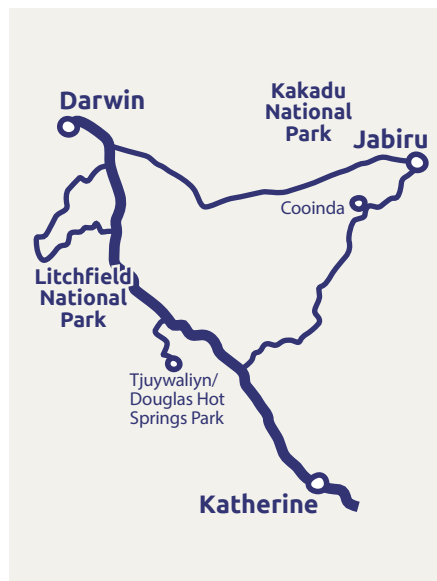 Darwin
Kakadu
National
Park
Jabiru
Cooinda
Litchfield
National
Park
Tjuywaliyn/
Douglas Hot
Springs Park
Katherine